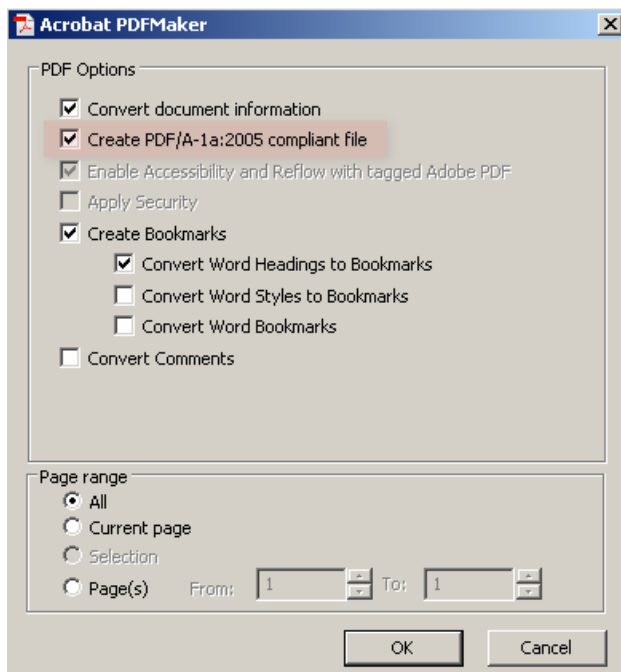 Acrobat PDFMaker
PDF Options
Convert document information
Create PDF/A-1a:2005 compliant file
Enable Accessibility and Reflow with tagged Adobe PDF
Apply Security
Create Bookmarks
Convert Word Headings to Bookmarks
Convert Word Styles to Bookmarks
Convert Word Bookmarks
Convert Comments
Page range
All
Current page
Selection
Page(s) From: 1 To: 1
OK Cancel